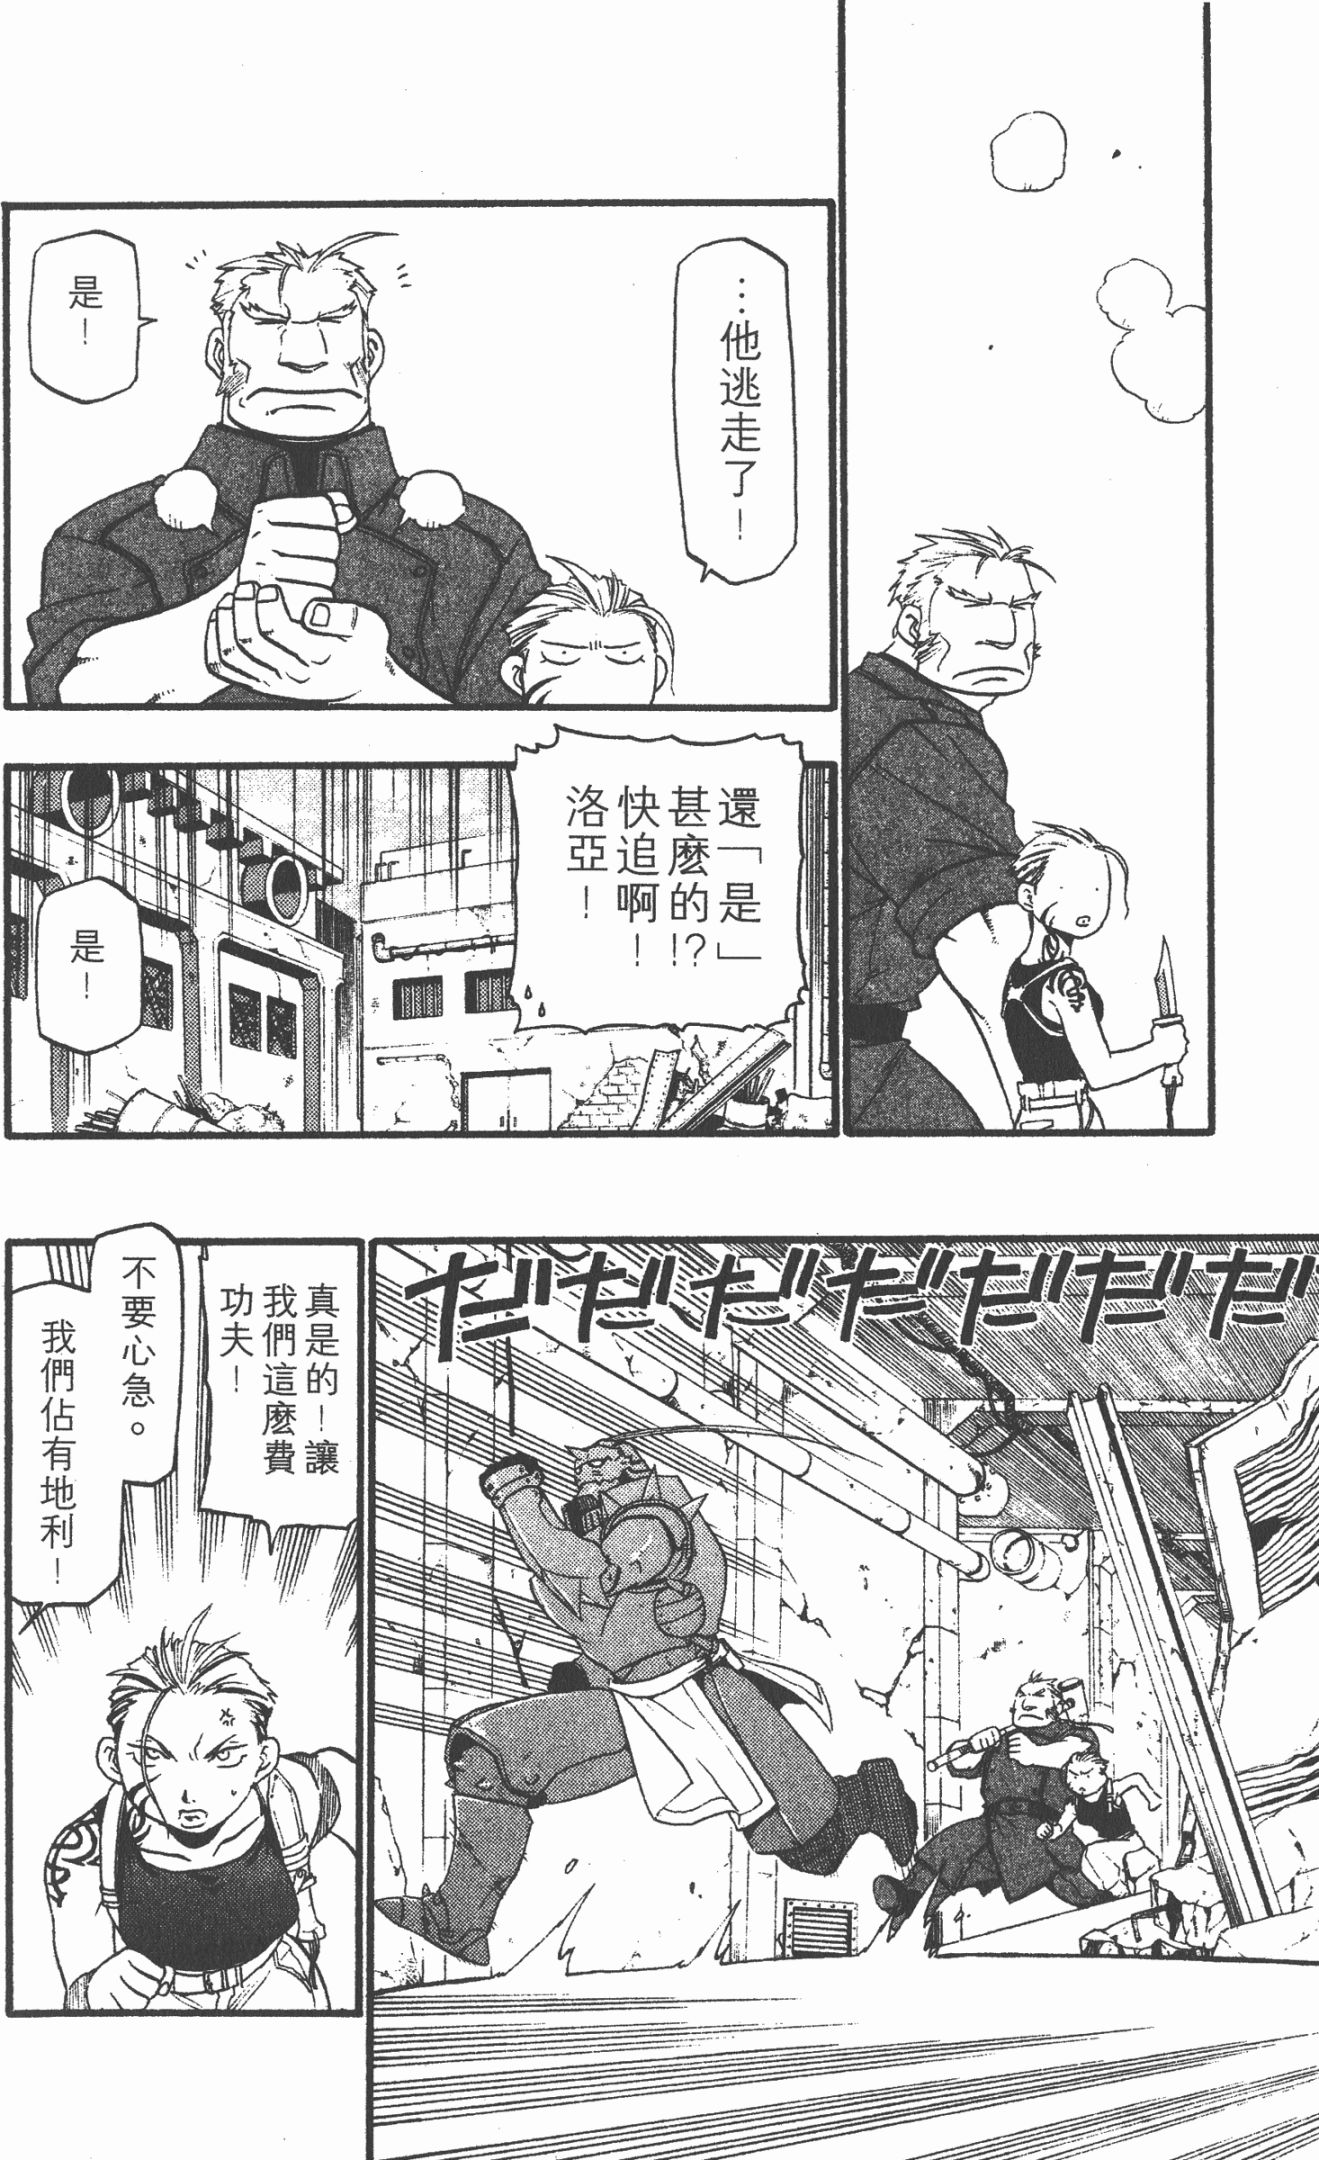 …他逃走了！
是！
還「是」
甚麼的!?
快追啊！
洛亞！
是！
だだだだだだだ
真是的！讓
我們這麼費
功夫！
不要心急。
我們佔有地利！